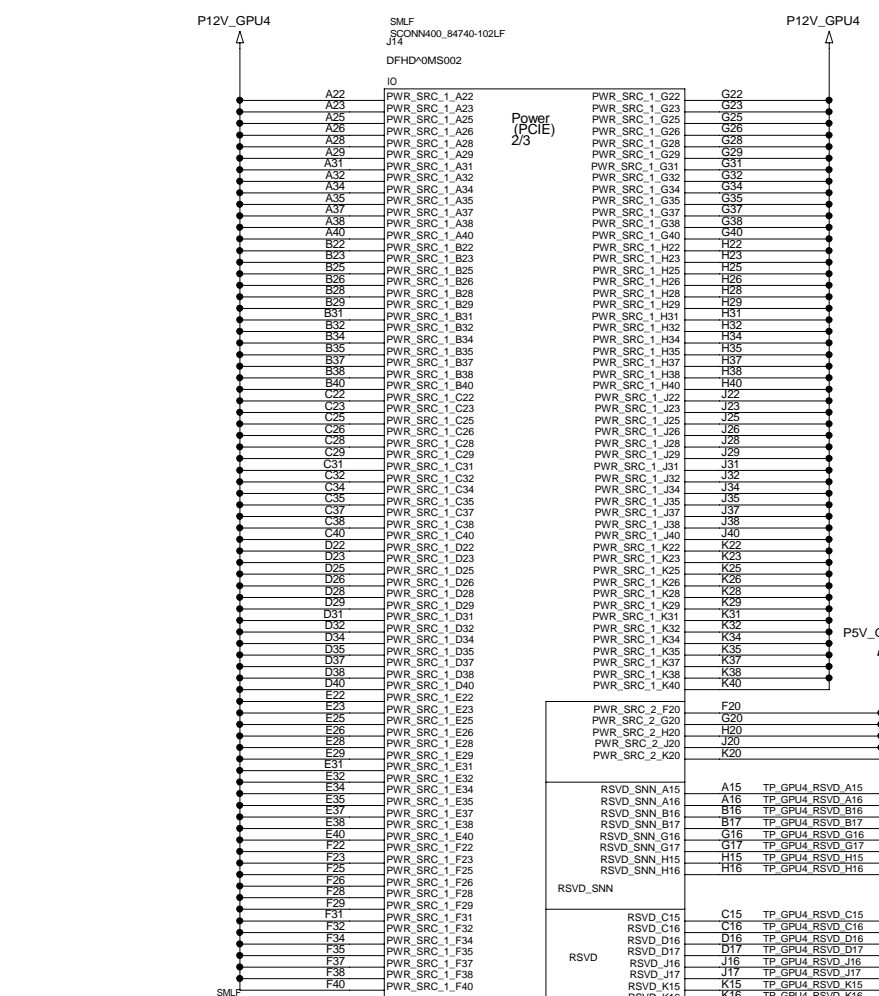 P12V_GPU4 SMLF P12V_GPU4
SCONN400_84740-102LF
J14
DFHD^0MS002
IO
A22 PWR_SRC_1_A22 PWR_SRC_1_G22 G22
A23 PWR_SRC_1_A23 PWR_SRC_1_G23 G23
A25 PWR_SRC_1_A25 Power PWR_SRC_1_G25 G25
A26 PWR_SRC_1_A26 (PCIE) PWR_SRC_1_G26 G26
A28 PWR_SRC_1_A28 2/3 PWR_SRC_1_G28 G28
A29 PWR_SRC_1_A29 PWR_SRC_1_G29 G29
A31 PWR_SRC_1_A31 PWR_SRC_1_G31 G31
A32 PWR_SRC_1_A32 PWR_SRC_1_G32 G32
A34 PWR_SRC_1_A34 PWR_SRC_1_G34 G34
A35 PWR_SRC_1_A35 PWR_SRC_1_G35 G35
A37 PWR_SRC_1_A37 PWR_SRC_1_G37 G37
A38 PWR_SRC_1_A38 PWR_SRC_1_G38 G38
A40 PWR_SRC_1_A40 PWR_SRC_1_G40 G40
B22 PWR_SRC_1_B22 PWR_SRC_1_H22 H22
B23 PWR_SRC_1_B23 PWR_SRC_1_H23 H23
B25 PWR_SRC_1_B25 PWR_SRC_1_H25 H25
B26 PWR_SRC_1_B26 PWR_SRC_1_H26 H26
B28 PWR_SRC_1_B28 PWR_SRC_1_H28 H28
B29 PWR_SRC_1_B29 PWR_SRC_1_H29 H29
B31 PWR_SRC_1_B31 PWR_SRC_1_H31 H31
B32 PWR_SRC_1_B32 PWR_SRC_1_H32 H32
B34 PWR_SRC_1_B34 PWR_SRC_1_H34 H34
B35 PWR_SRC_1_B35 PWR_SRC_1_H35 H35
B37 PWR_SRC_1_B37 PWR_SRC_1_H37 H37
B38 PWR_SRC_1_B38 PWR_SRC_1_H38 H38
B40 PWR_SRC_1_B40 PWR_SRC_1_H40 H40
C22 PWR_SRC_1_C22 PWR_SRC_1_J22 J22
C23 PWR_SRC_1_C23 PWR_SRC_1_J23 J23
C25 PWR_SRC_1_C25 PWR_SRC_1_J25 J25
C26 PWR_SRC_1_C26 PWR_SRC_1_J26 J26
C28 PWR_SRC_1_C28 PWR_SRC_1_J28 J28
C29 PWR_SRC_1_C29 PWR_SRC_1_J29 J29
C31 PWR_SRC_1_C31 PWR_SRC_1_J31 J31
C32 PWR_SRC_1_C32 PWR_SRC_1_J32 J32
C34 PWR_SRC_1_C34 PWR_SRC_1_J34 J34
C35 PWR_SRC_1_C35 PWR_SRC_1_J35 J35
C37 PWR_SRC_1_C37 PWR_SRC_1_J37 J37
C38 PWR_SRC_1_C38 PWR_SRC_1_J38 J38
C40 PWR_SRC_1_C40 PWR_SRC_1_J40 J40
D22 PWR_SRC_1_D22 PWR_SRC_1_K22 K22
D23 PWR_SRC_1_D23 PWR_SRC_1_K23 K23
D25 PWR_SRC_1_D25 PWR_SRC_1_K25 K25
D26 PWR_SRC_1_D26 PWR_SRC_1_K26 K26
D28 PWR_SRC_1_D28 PWR_SRC_1_K28 K28
D29 PWR_SRC_1_D29 PWR_SRC_1_K29 K29
D31 PWR_SRC_1_D31 PWR_SRC_1_K31 K31
D32 PWR_SRC_1_D32 PWR_SRC_1_K32 K32
D34 PWR_SRC_1_D34 PWR_SRC_1_K34 K34
D35 PWR_SRC_1_D35 PWR_SRC_1_K35 K35
D37 PWR_SRC_1_D37 PWR_SRC_1_K37 K37
D38 PWR_SRC_1_D38 PWR_SRC_1_K38 K38
D40 PWR_SRC_1_D40 PWR_SRC_1_K40 K40
E22 PWR_SRC_1_E22
E23 PWR_SRC_1_E23 PWR_SRC_2_F20 F20
E25 PWR_SRC_1_E25 PWR_SRC_2_G20 G20
E26 PWR_SRC_1_E26 PWR_SRC_2_H20 H20
E28 PWR_SRC_1_E28 PWR_SRC_2_J20 J20
E29 PWR_SRC_1_E29 PWR_SRC_2_K20 K20
E31 PWR_SRC_1_E31
E32 PWR_SRC_1_E32
E34 PWR_SRC_1_E34 RSVD_SNN_A15 A15 TP_GPU4_RSVD_A15
E35 PWR_SRC_1_E35 RSVD_SNN_A16 A16 TP_GPU4_RSVD_A16
E37 PWR_SRC_1_E37 RSVD_SNN_B16 B16 TP_GPU4_RSVD_B16
E38 PWR_SRC_1_E38 RSVD_SNN_B17 B17 TP_GPU4_RSVD_B17
E40 PWR_SRC_1_E40 RSVD_SNN_G16 G16 TP_GPU4_RSVD_G16
F22 PWR_SRC_1_F22 RSVD_SNN_G17 G17 TP_GPU4_RSVD_G17
F23 PWR_SRC_1_F23 RSVD_SNN_H15 H15 TP_GPU4_RSVD_H15
F25 PWR_SRC_1_F25 RSVD_SNN_H16 H16 TP_GPU4_RSVD_H16
F26 PWR_SRC_1_F26 RSVD_SNN
F28 PWR_SRC_1_F28
F29 PWR_SRC_1_F29
F31 PWR_SRC_1_F31 RSVD_C15 C15 TP_GPU4_RSVD_C15
F32 PWR_SRC_1_F32 RSVD_C16 C16 TP_GPU4_RSVD_C16
F34 PWR_SRC_1_F34 RSVD_D16 D16 TP_GPU4_RSVD_D16
F35 PWR_SRC_1_F35 RSVD RSVD_D17 D17 TP_GPU4_RSVD_D17
F37 PWR_SRC_1_F37 RSVD_J16 J16 TP_GPU4_RSVD_J16
F38 PWR_SRC_1_F38 RSVD_J17 J17 TP_GPU4_RSVD_J17
F40 PWR_SRC_1_F40 RSVD_K15 K15 TP_GPU4_RSVD_K15
SMLF RSVD_K16 K16 TP_GPU4_RSVD_K16